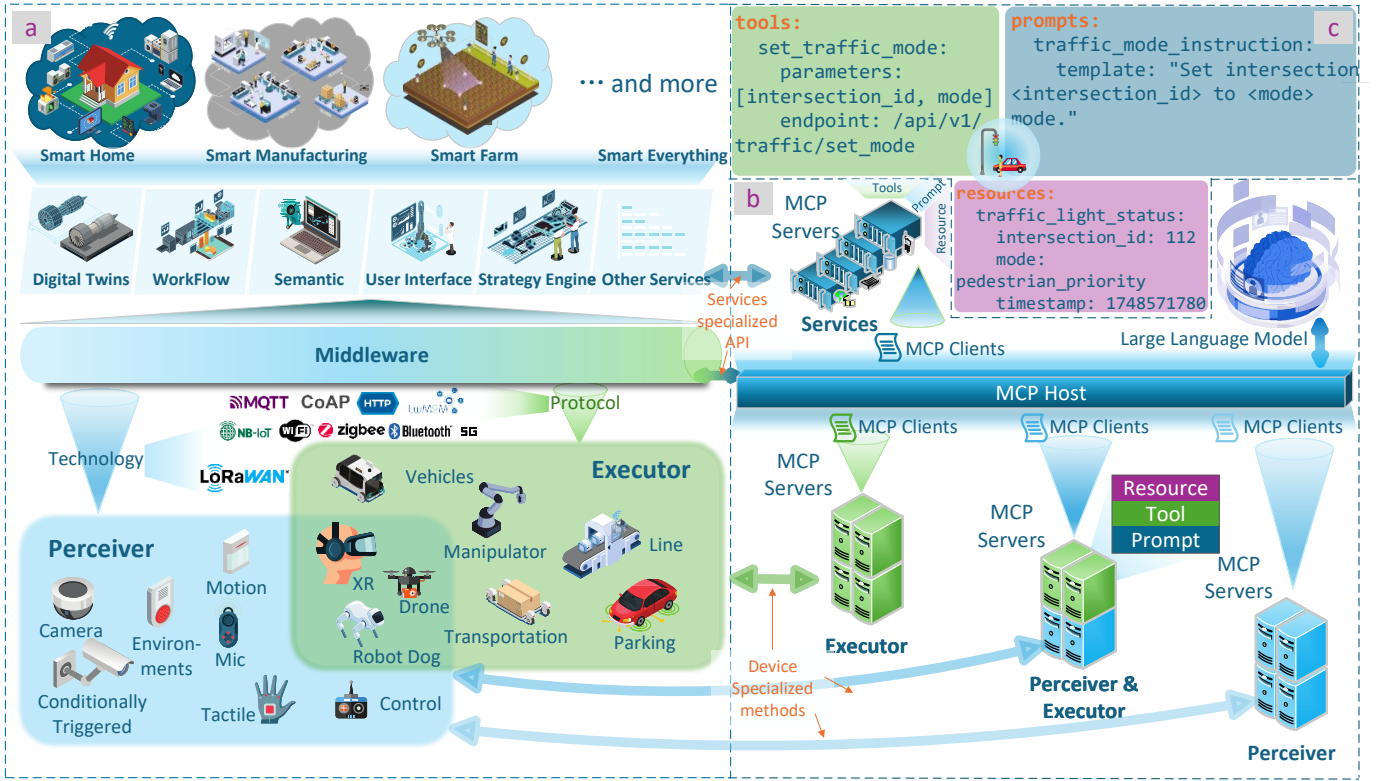 a
Smart Home
Smart Manufacturing
Smart Farm
··· and more
Smart Everything
Digital Twins
WorkFlow
Semantic
User Interface
Strategy Engine
Other Services
Middleware
MQTT
CoAP
HTTP
LwM2M
Protocol
NB-IoT
WiFi
zigbee
Bluetooth
5G
Technology
LoRaWAN
Executor
Vehicles
Manipulator
Line
XR
Drone
Robot Dog
Transportation
Parking
Perceiver
Motion
Camera
Environ-
ments
Mic
Conditionally
Triggered
Tactile
Control
Services
specialized
API
Device
Specialized
methods
c
tools:
set_traffic_mode:
parameters:
[intersection_id, mode]
endpoint: /api/v1/
traffic/set_mode
prompts:
traffic_mode_instruction:
template: "Set intersection
<intersection_id> to <mode>
mode."
resources:
traffic_light_status:
intersection_id: 112
mode:
pedestrian_priority
timestamp: 1748571780
b
MCP
Servers
Tools
Prompt
Resource
Services
MCP Clients
Large Language Model
MCP Host
MCP Clients
MCP Clients
MCP Clients
MCP
Servers
Executor
MCP
Servers
Resource
Tool
Prompt
Perceiver &
Executor
MCP
Servers
Perceiver